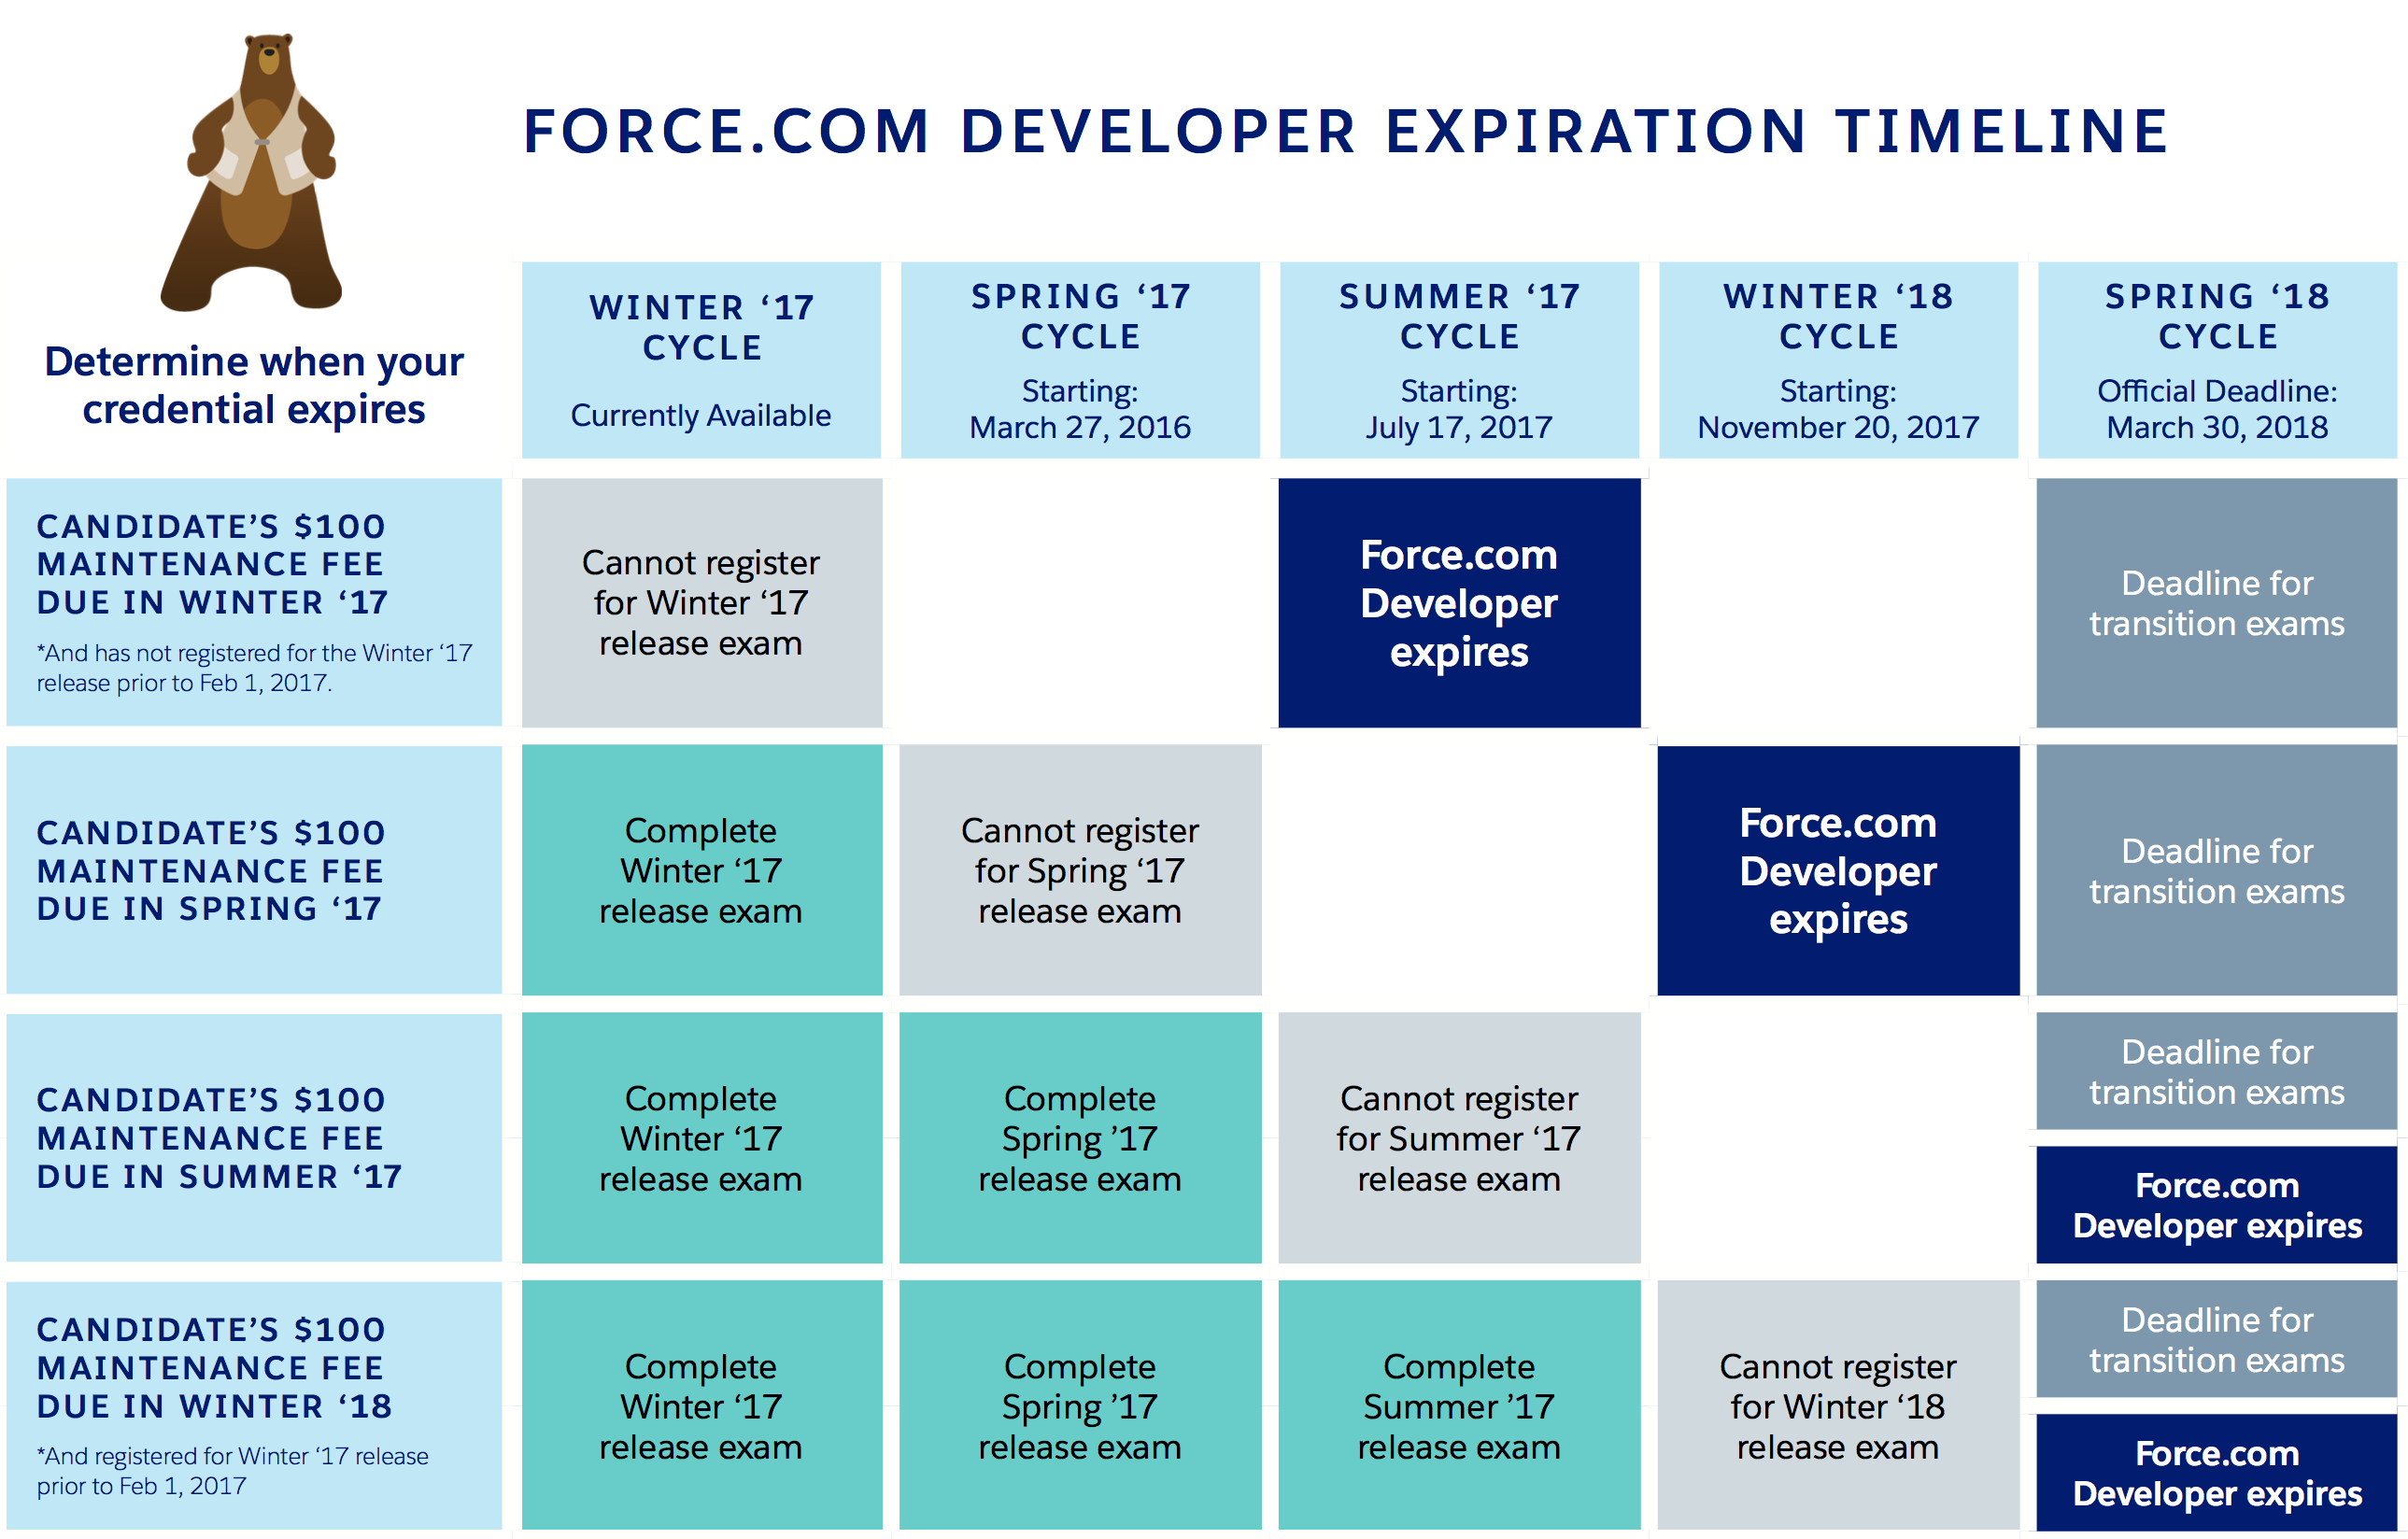 FORCE.COM DEVELOPER EXPIRATION TIMELINE
Determine when your
credential expires
WINTER ‘17
CYCLE
Currently Available
SPRING ‘17
CYCLE
Starting:
March 27, 2016
SUMMER ‘17
CYCLE
Starting:
July 17, 2017
WINTER ‘18
CYCLE
Starting:
November 20, 2017
SPRING ‘18
CYCLE
Official Deadline:
March 30, 2018
CANDIDATE’S $100
MAINTENANCE FEE
DUE IN WINTER ‘17
*And has not registered for the Winter ‘17
release prior to Feb 1, 2017.
Cannot register
for Winter ‘17
release exam
Force.com
Developer
expires
Deadline for
transition exams
CANDIDATE’S $100
MAINTENANCE FEE
DUE IN SPRING ‘17
Complete
Winter ‘17
release exam
Cannot register
for Spring ‘17
release exam
Force.com
Developer
expires
Deadline for
transition exams
CANDIDATE’S $100
MAINTENANCE FEE
DUE IN SUMMER ‘17
Complete
Winter ‘17
release exam
Complete
Spring ’17
release exam
Cannot register
for Summer ‘17
release exam
Deadline for
transition exams
Force.com
Developer expires
CANDIDATE’S $100
MAINTENANCE FEE
DUE IN WINTER ‘18
*And registered for Winter ‘17 release
prior to Feb 1, 2017
Complete
Winter ‘17
release exam
Complete
Spring ’17
release exam
Complete
Summer ’17
release exam
Cannot register
for Winter ‘18
release exam
Deadline for
transition exams
Force.com
Developer expires